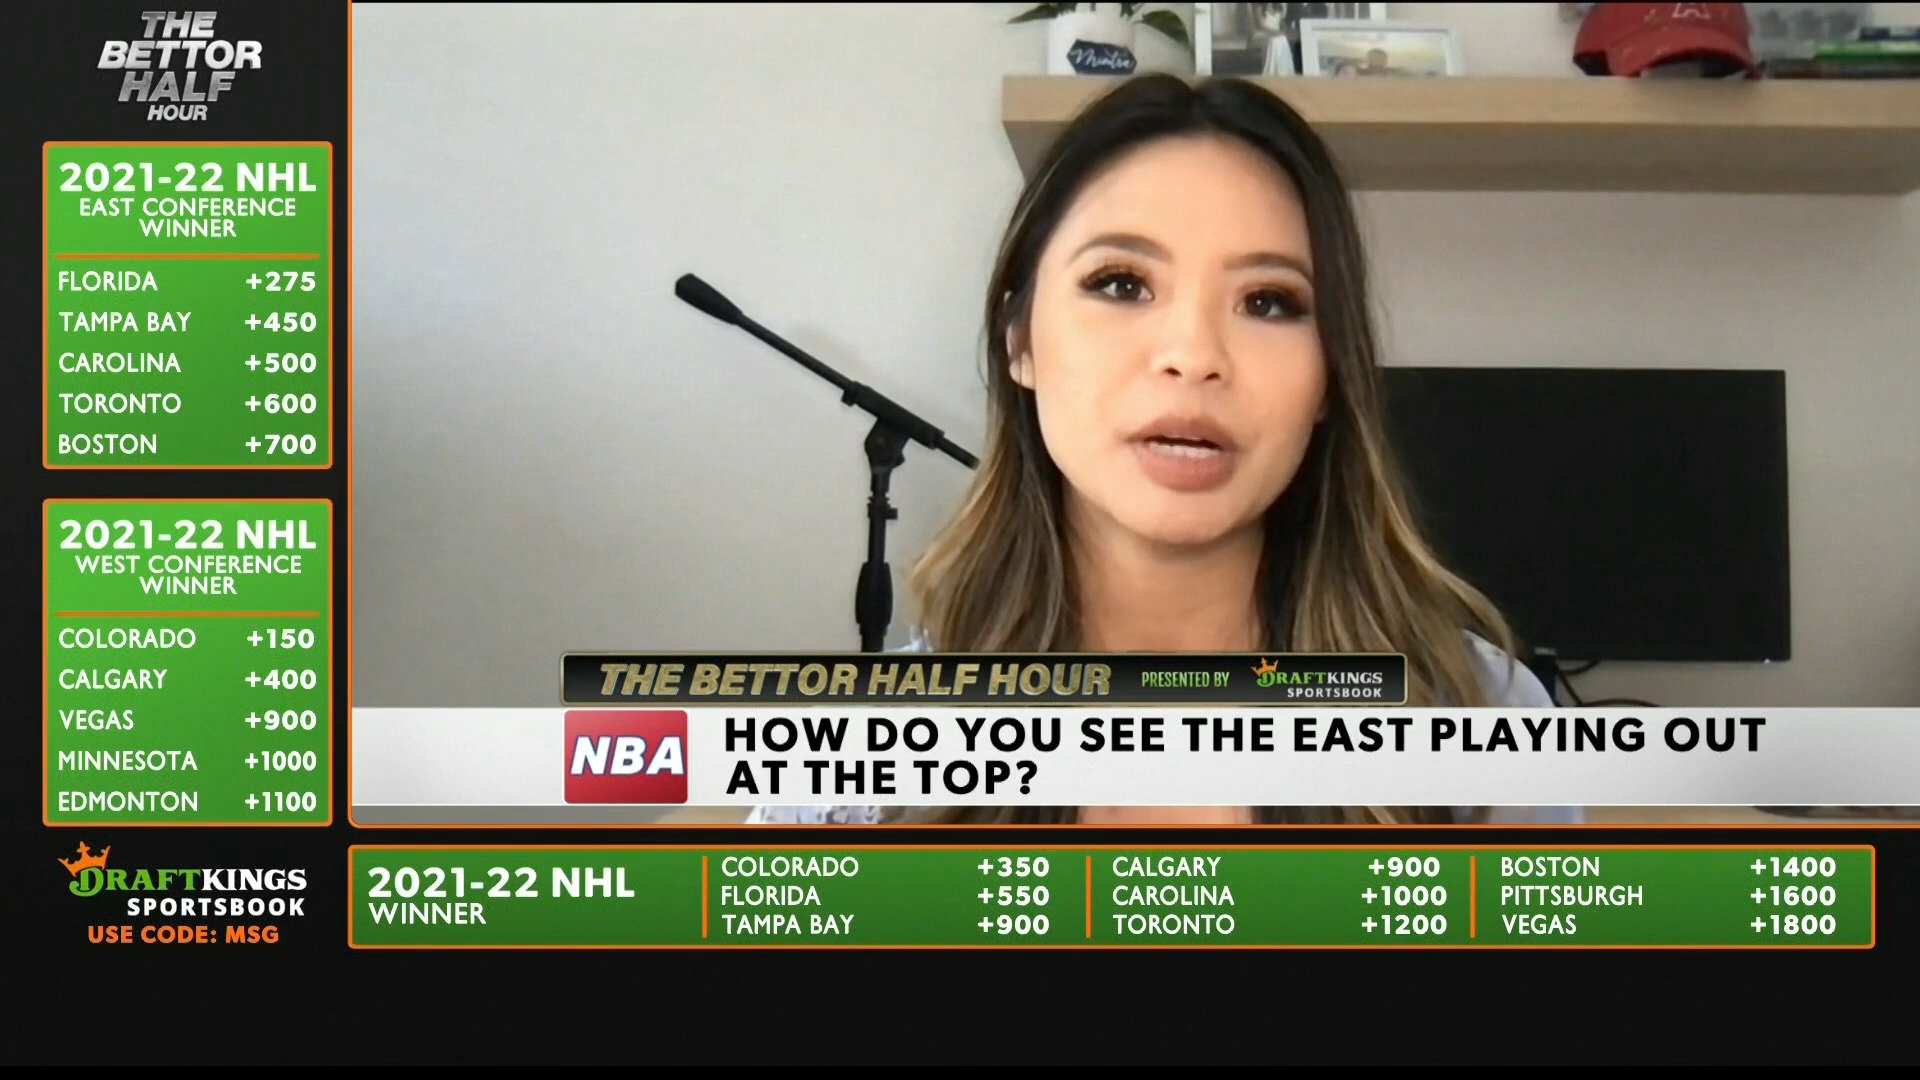 THE
BETTOR
HALF
HOUR
2021-22 NHL
EAST CONFERENCE
WINNER
FLORIDA +275
TAMPA BAY +450
CAROLINA +500
TORONTO +600
BOSTON +700
2021-22 NHL
WEST CONFERENCE
WINNER
COLORADO +150
CALGARY +400
VEGAS +900
MINNESOTA +1000
EDMONTON +1100
DRAFTKINGS
SPORTSBOOK
USE CODE: MSG
A
THE BETTOR HALF HOUR PRESENTED BY DRAFTKINGS
SPORTSBOOK
NBA
HOW DO YOU SEE THE EAST PLAYING OUT
AT THE TOP?
2021-22 NHL
WINNER
COLORADO +350
FLORIDA +550
TAMPA BAY +900
CALGARY +900
CAROLINA +1000
TORONTO +1200
BOSTON +1400
PITTSBURGH +1600
VEGAS +1800